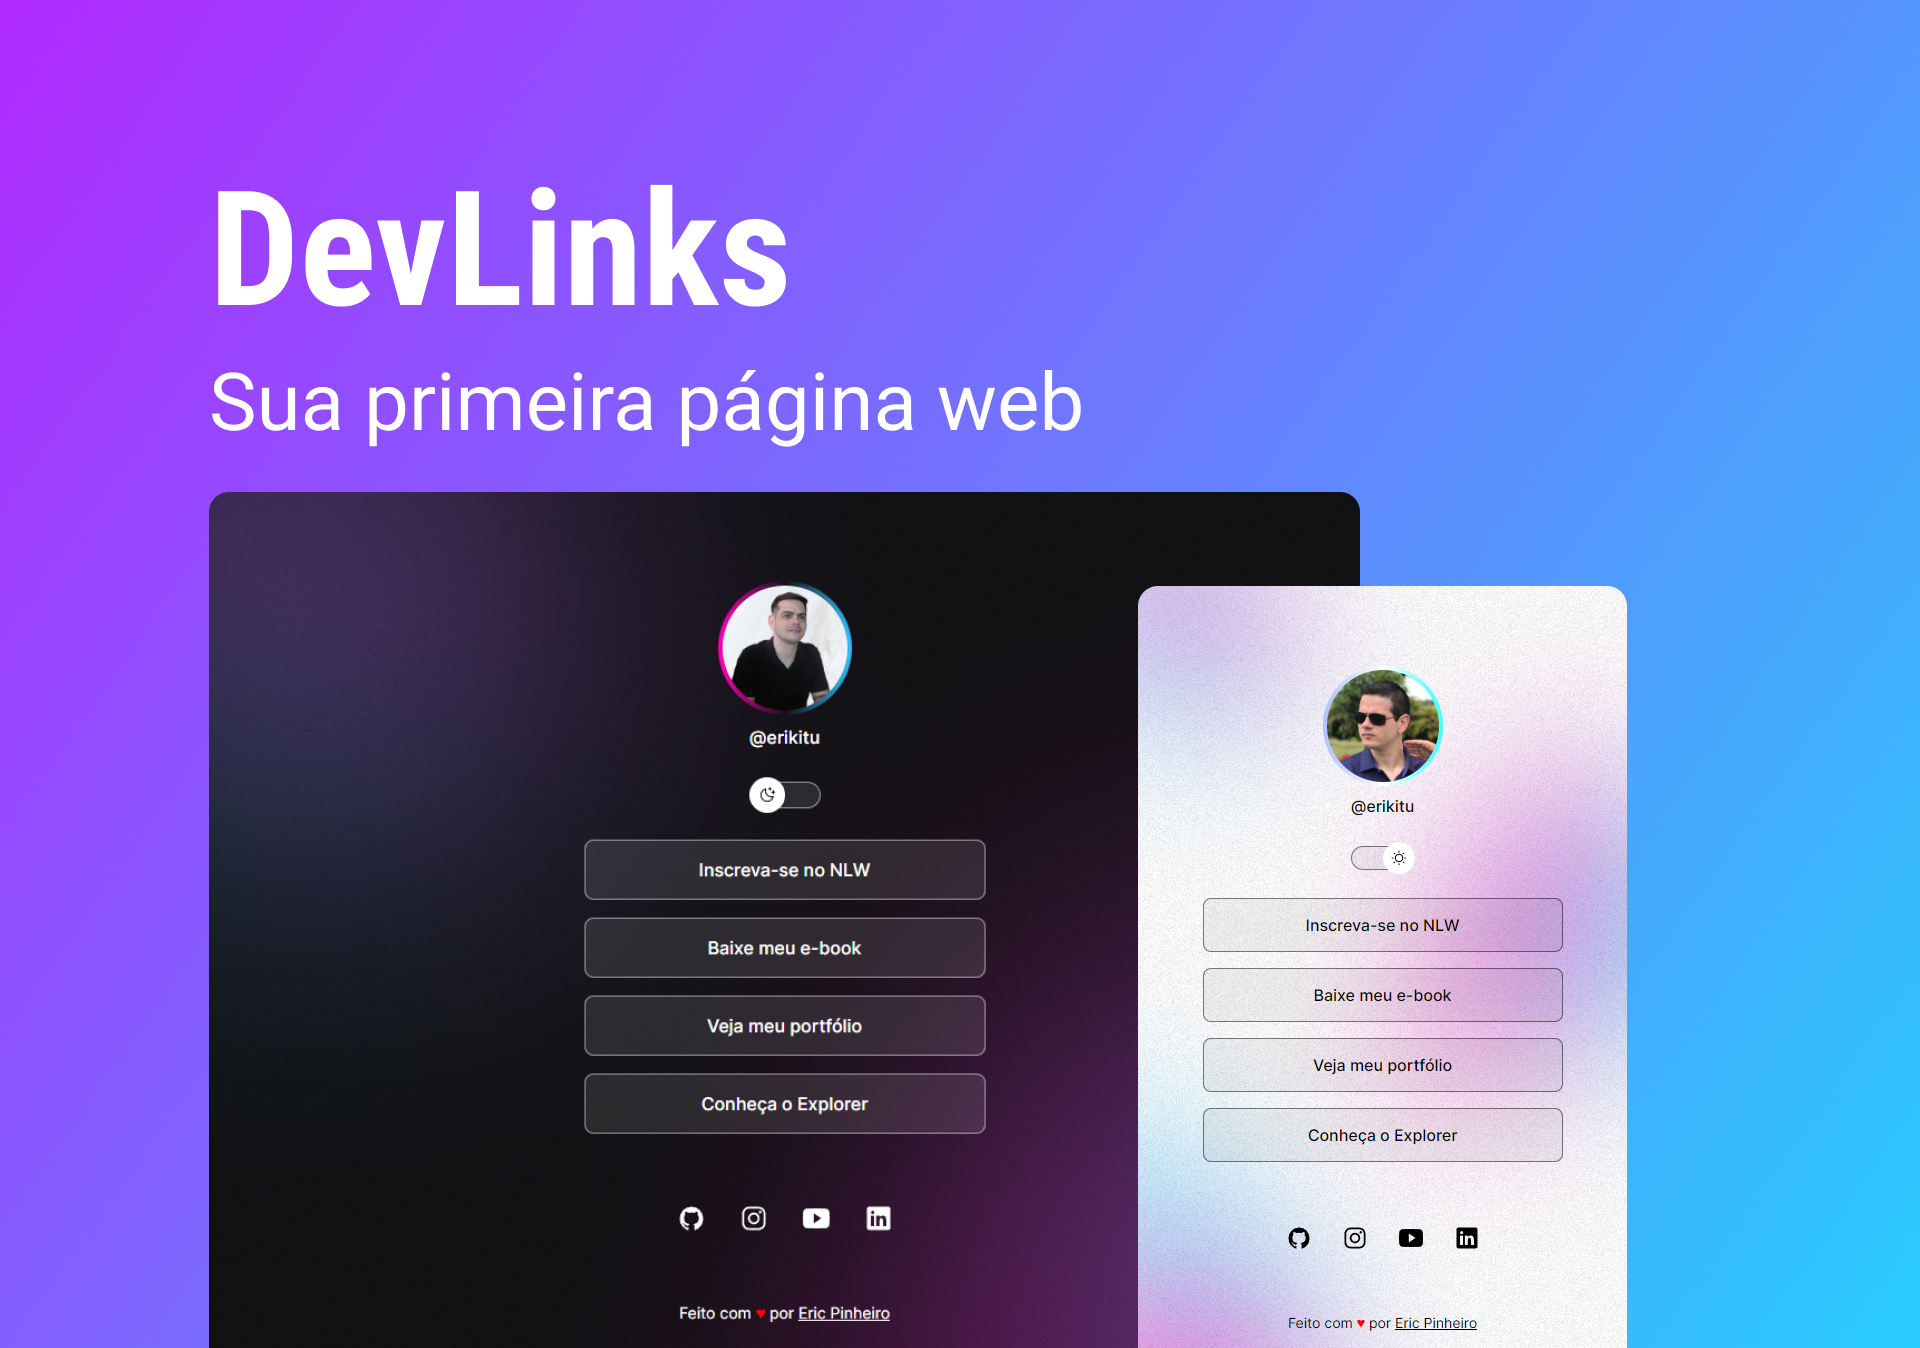 DevLinks
Sua primeira página web
@erikitu
Inscreva-se no NLW
Baixe meu e-book
Veja meu portfólio
Conheça o Explorer
Feito com ♥ por Eric Pinheiro
@erikitu
Inscreva-se no NLW
Baixe meu e-book
Veja meu portfólio
Conheça o Explorer
Feito com ♥ por Eric Pinheiro